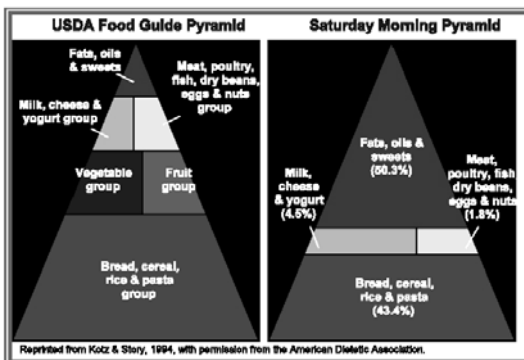 USDA Food Guide Pyramid
Fats, oils
& sweets
Meat, poultry,
fish, dry beans,
eggs & nuts
group
Milk, cheese &
yogurt group
Vegetable
group
Fruit
group
Bread, cereal,
rice & pasta
group
Saturday Morning Pyramid
Fats, oils &
sweets
(50.3%)
Milk,
cheese
& yogurt
(4.5%)
Meat,
poultry, fish
dry beans,
eggs & nuts
(1.8%)
Bread, cereal,
rice & pasta
(43.4%)
Reprinted from Kotz & Story, 1994, with permission from the American Dietetic Association.